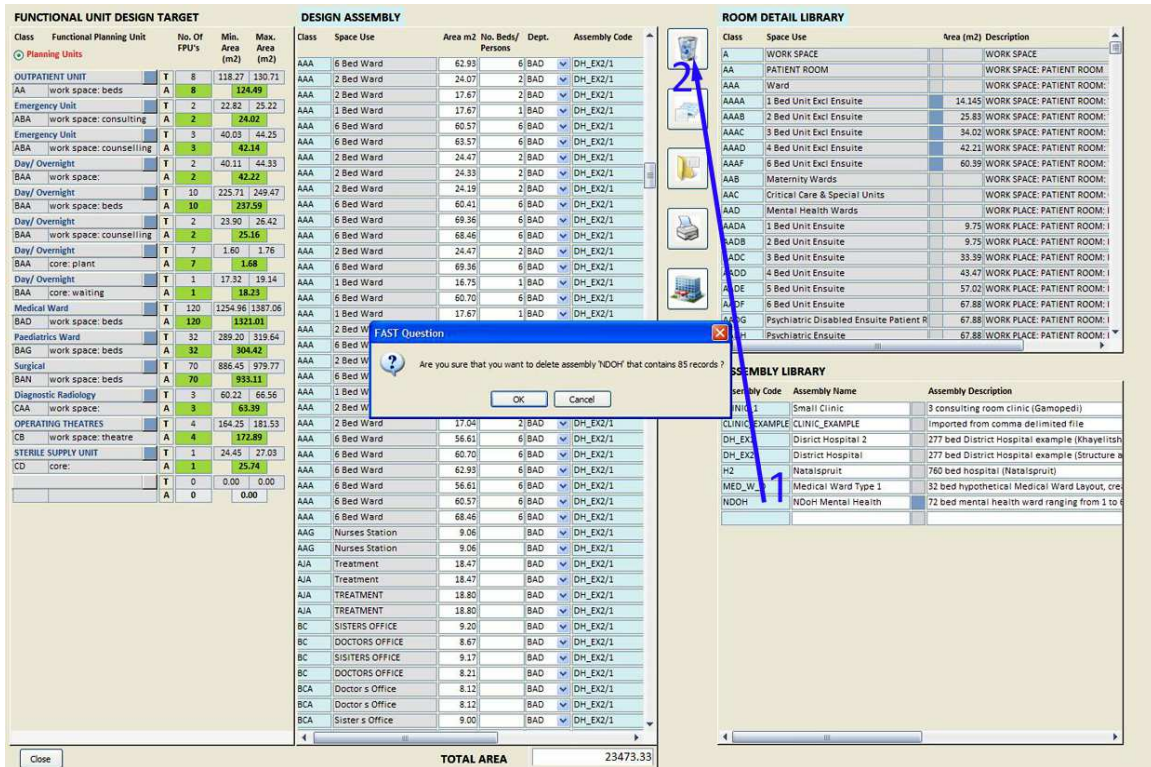 FUNCTIONAL UNIT DESIGN TARGET
Class Functional Planning Unit No. Of FPU's Min. Area (m2) Max. Area (m2)
Planning Units
OUTPATIENT UNIT T 8 118.27 130.71
AA work space: beds A 8 124.49
Emergency Unit T 2 22.82 25.22
ABA work space: consulting A 2 24.02
Emergency Unit T 3 40.03 44.25
ABA work space: counselling A 3 42.14
Day/ Overnight T 2 40.11 44.33
BAA work space: A 2 42.22
Day/ Overnight T 10 225.71 249.47
BAA work space: beds A 10 237.59
Day/ Overnight T 2 23.90 26.42
BAA work space: counselling A 2 25.16
Day/ Overnight T 7 1.60 1.76
BAA core: plant A 7 1.68
Day/ Overnight T 1 17.32 19.14
BAA core: waiting A 1 18.23
Medical Ward T 120 1254.96 1387.06
BAD work space: beds A 120 1321.01
Paediatrics Ward T 32 289.20 319.64
BAG work space: beds A 32 304.42
Surgical T 70 886.45 979.77
BAN work space: beds A 70 933.11
Diagnostic Radiology T 3 60.22 66.56
CAA work space: A 3 63.39
OPERATING THEATRES T 4 164.25 181.53
CB work space: theatre A 4 172.89
STERILE SUPPLY UNIT T 1 24.45 27.03
CD core: A 1 25.74
T 0 0.00 0.00
A 0 0.00
Close
DESIGN ASSEMBLY
Class Space Use Area m2 No. Beds/ Persons Dept. Assembly Code
AAA 6 Bed Ward 62.93 6 BAD DH_EX2/1
AAA 2 Bed Ward 24.07 2 BAD DH_EX2/1
AAA 2 Bed Ward 17.67 2 BAD DH_EX2/1
AAA 1 Bed Ward 17.67 1 BAD DH_EX2/1
AAA 6 Bed Ward 60.57 6 BAD DH_EX2/1
AAA 6 Bed Ward 63.57 6 BAD DH_EX2/1
AAA 2 Bed Ward 24.47 2 BAD DH_EX2/1
AAA 2 Bed Ward 24.33 2 BAD DH_EX2/1
AAA 2 Bed Ward 24.19 2 BAD DH_EX2/1
AAA 6 Bed Ward 60.41 6 BAD DH_EX2/1
AAA 6 Bed Ward 69.36 6 BAD DH_EX2/1
AAA 6 Bed Ward 68.46 6 BAD DH_EX2/1
AAA 2 Bed Ward 24.47 2 BAD DH_EX2/1
AAA 6 Bed Ward 69.36 6 BAD DH_EX2/1
AAA 1 Bed Ward 16.75 1 BAD DH_EX2/1
AAA 6 Bed Ward 60.70 6 BAD DH_EX2/1
AAA 1 Bed Ward 17.67 1 BAD DH_EX2/1
AAA 2 Bed W
AAA 6 Bed W
AAA 2 Bed W
AAA 6 Bed W
AAA 1 Bed W
AAA 2 Bed W
AAA 2 Bed Ward 17.04 2 BAD DH_EX2/1
AAA 6 Bed Ward 56.61 6 BAD DH_EX2/1
AAA 6 Bed Ward 60.70 6 BAD DH_EX2/1
AAA 6 Bed Ward 62.93 6 BAD DH_EX2/1
AAA 6 Bed Ward 56.61 6 BAD DH_EX2/1
AAA 6 Bed Ward 60.57 6 BAD DH_EX2/1
AAA 6 Bed Ward 68.46 6 BAD DH_EX2/1
AAG Nurses Station 9.06 BAD DH_EX2/1
AAG Nurses Station 9.06 BAD DH_EX2/1
AJA Treatment 18.47 BAD DH_EX2/1
AJA Treatment 18.47 BAD DH_EX2/1
AJA TREATMENT 18.80 BAD DH_EX2/1
AJA TREATMENT 18.80 BAD DH_EX2/1
BC SISTERS OFFICE 9.20 BAD DH_EX2/1
BC DOCTORS OFFICE 8.67 BAD DH_EX2/1
BC SISITERS OFFICE 9.17 BAD DH_EX2/1
BC DOCTORS OFFICE 8.21 BAD DH_EX2/1
BCA Doctor s Office 8.12 BAD DH_EX2/1
BCA Doctor s Office 8.12 BAD DH_EX2/1
BCA Sister s Office 9.00 BAD DH_EX2/1
TOTAL AREA 23473.33
FAST Question
Are you sure that you want to delete assembly 'NDOH' that contains 85 records ?
OK Cancel
2
1
ROOM DETAIL LIBRARY
Class Space Use Area (m2) Description
A WORK SPACE WORK SPACE
AA PATIENT ROOM WORK SPACE: PATIENT ROOM
AAA Ward WORK SPACE: PATIENT ROOM:
AAAA 1 Bed Unit Excl Ensuite 14.145 WORK SPACE: PATIENT ROOM:
AAAB 2 Bed Unit Excl Ensuite 25.83 WORK SPACE: PATIENT ROOM:
AAAC 3 Bed Unit Excl Ensuite 34.02 WORK SPACE: PATIENT ROOM:
AAAD 4 Bed Unit Excl Ensuite 42.21 WORK SPACE: PATIENT ROOM:
AAAF 6 Bed Unit Excl Ensuite 60.39 WORK SPACE: PATIENT ROOM:
AAB Maternity Wards WORK SPACE: PATIENT ROOM:
AAC Critical Care & Special Units WORK SPACE: PATIENT ROOM:
AAD Mental Health Wards WORK PLACE: PATIENT ROOM:
AADA 1 Bed Unit Ensuite 9.75 WORK PLACE: PATIENT ROOM:
AADB 2 Bed Unit Ensuite 9.75 WORK PLACE: PATIENT ROOM:
AADC 3 Bed Unit Ensuite 33.39 WORK PLACE: PATIENT ROOM:
AADD 4 Bed Unit Ensuite 43.47 WORK PLACE: PATIENT ROOM:
5 Bed Unit Ensuite 57.02 WORK PLACE: PATIENT ROOM:
6 Bed Unit Ensuite 67.88 WORK PLACE: PATIENT ROOM:
Psychiatric Disabled Ensuite Patient R 67.88 WORK PLACE: PATIENT ROOM:
Psychiatric Ensuite 67.88 WORK PLACE: PATIENT ROOM:
ASSEMBLY LIBRARY
Assembly Code Assembly Name Assembly Description
Small Clinic 3 consulting room clinic (Gamopedi)
CLINIC_EXAMPLE CLINIC_EXAMPLE Imported from comma delimited file
Disrict Hospital 2 277 bed District Hospital example (Khayelitsh
DH_EX2 District Hospital 277 bed District Hospital example (Structure a
H2 Natalspruit 760 bed hospital (Natalspruit)
Medical Ward Type 1 32 bed hypothetical Medical Ward Layout, crea
NDOH NDoH Mental Health 72 bed mental health ward ranging from 1 to 6